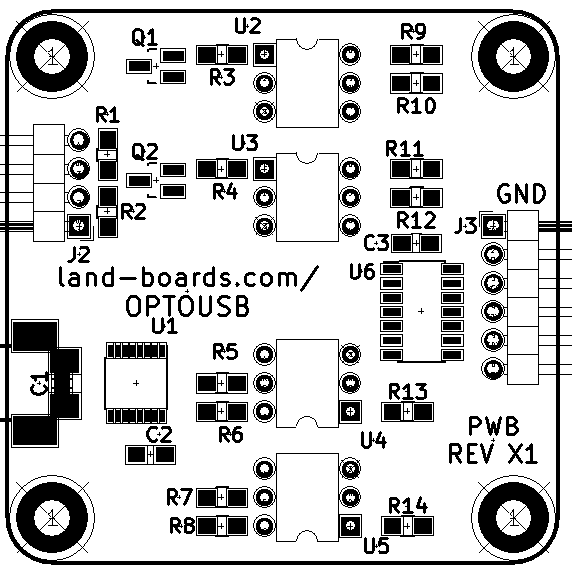 Q1
U2
R3
R9
R10
R1
Q2
U3
R4
R11
R2
R12
GND
J3
C3
J2
U6
land-boards.com/
OPTOUSB
U1
R5
C1
R13
R6
C2
U4
PWB
REV X1
R7
R14
R8
U5
1
1
1
1